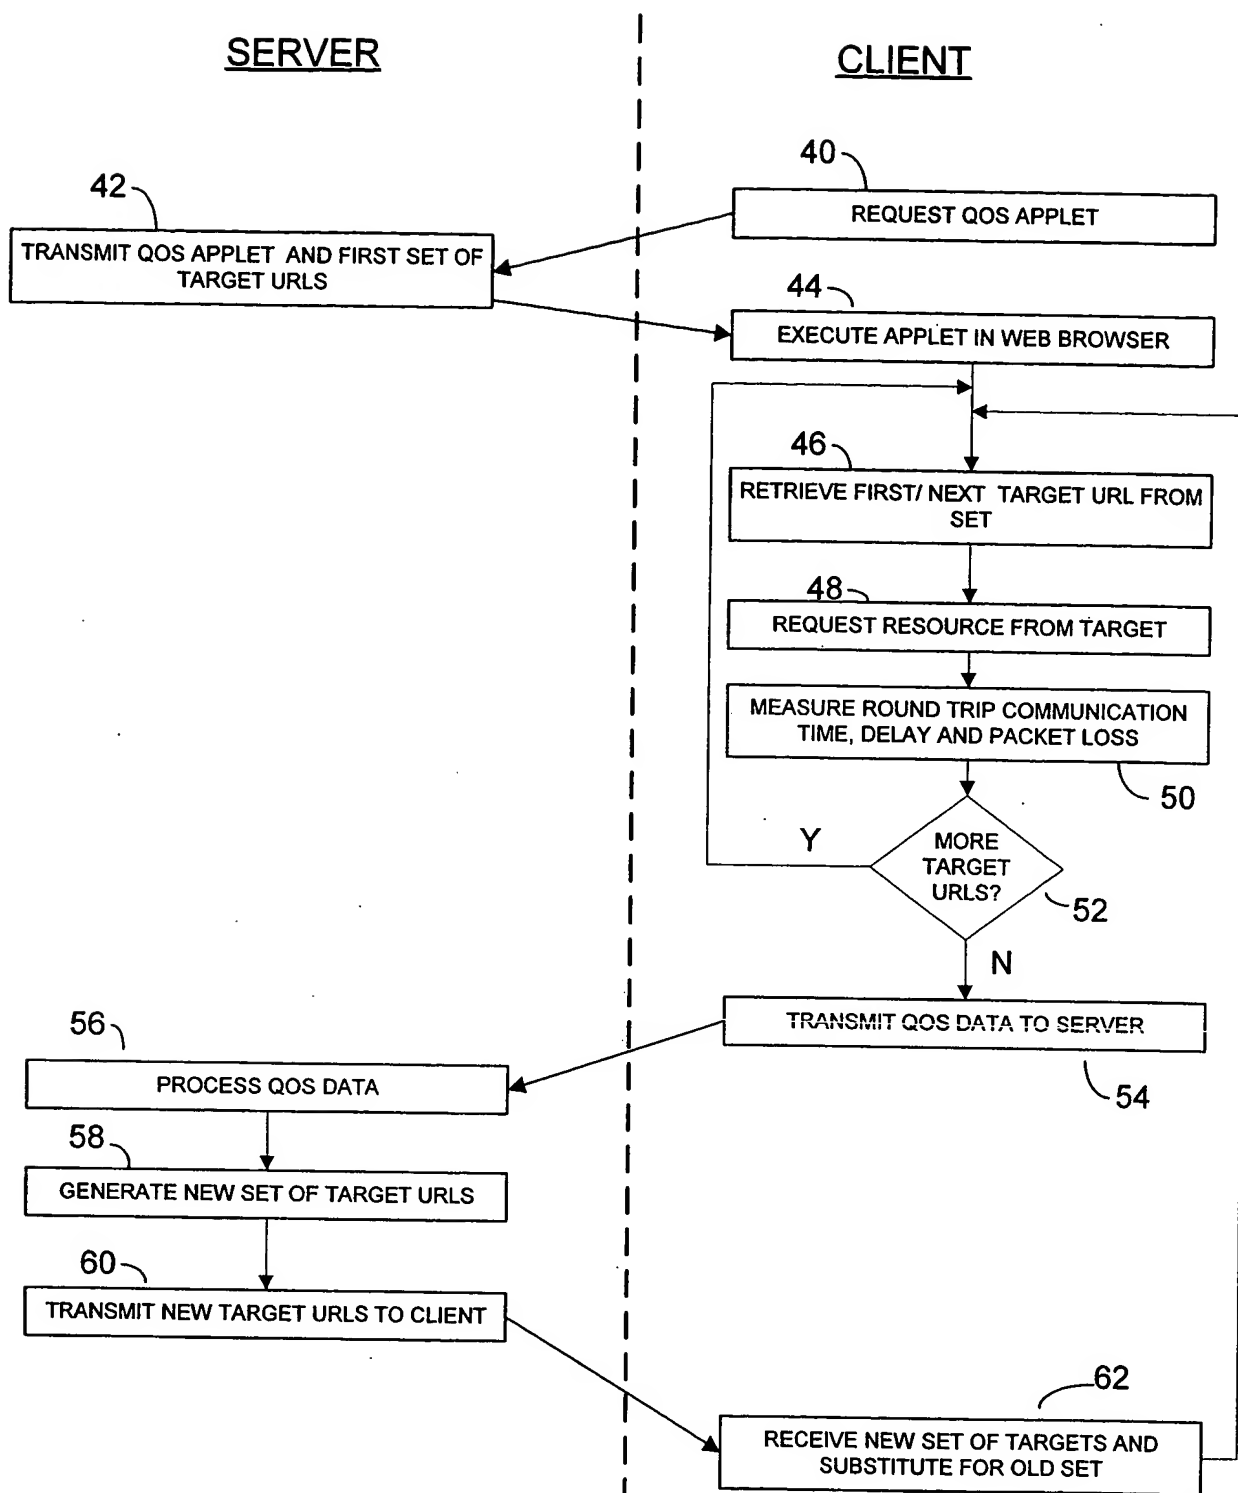 SERVER
CLIENT
40
REQUEST QOS APPLET
42
TRANSMIT QOS APPLET AND FIRST SET OF
TARGET URLS
44
EXECUTE APPLET IN WEB BROWSER
46
RETRIEVE FIRST/ NEXT TARGET URL FROM
SET
48
REQUEST RESOURCE FROM TARGET
MEASURE ROUND TRIP COMMUNICATION
TIME, DELAY AND PACKET LOSS
50
Y
MORE
TARGET
URLS?
52
N
TRANSMIT QOS DATA TO SERVER
54
56
PROCESS QOS DATA
58
GENERATE NEW SET OF TARGET URLS
60
TRANSMIT NEW TARGET URLS TO CLIENT
62
RECEIVE NEW SET OF TARGETS AND
SUBSTITUTE FOR OLD SET